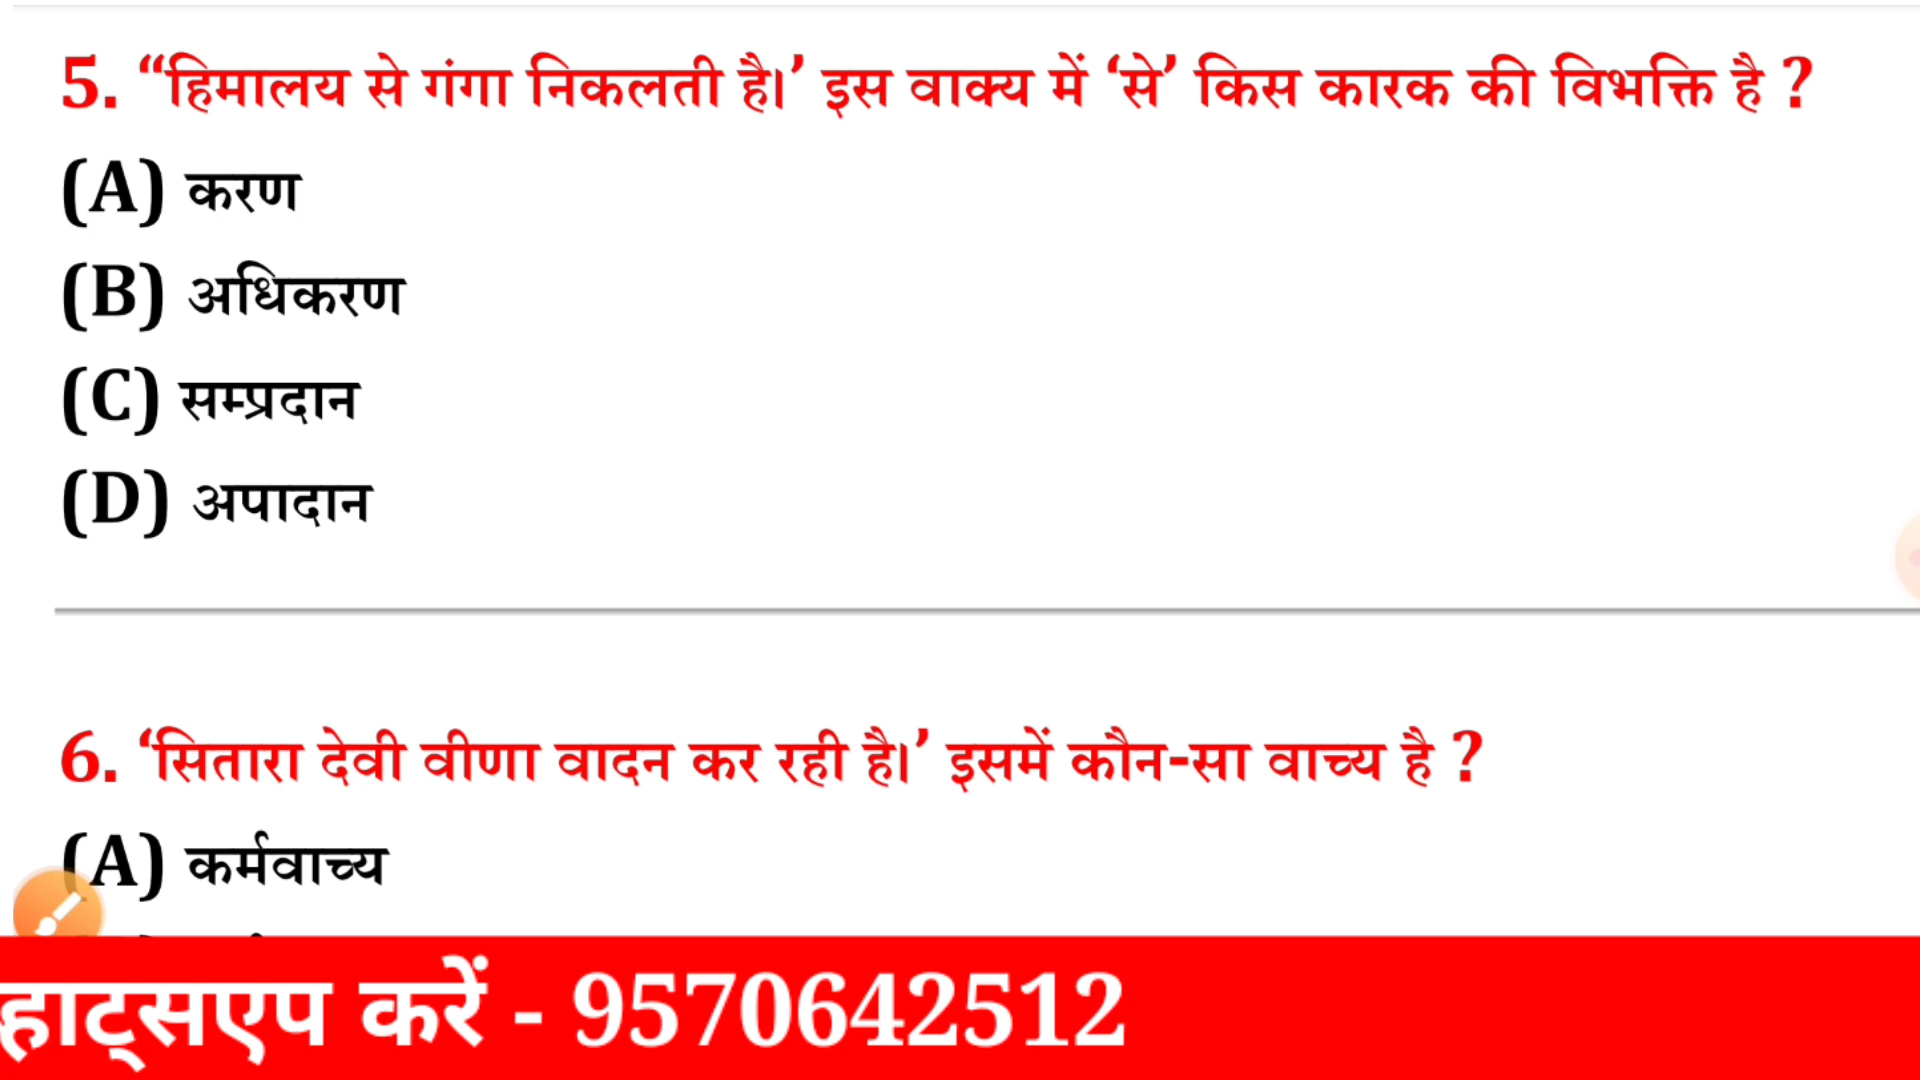 5. “हिमालय से गंगा निकलती है।’ इस वाक्य में ‘से’ किस कारक की विभक्ति है ?
(A) करण
(B) अधिकरण
(C) सम्प्रदान
(D) अपादान
6. ‘सितारा देवी वीणा वादन कर रही है।’ इसमें कौन-सा वाच्य है ?
(A) कर्मवाच्य
हाट्सएप करें - 9570642512